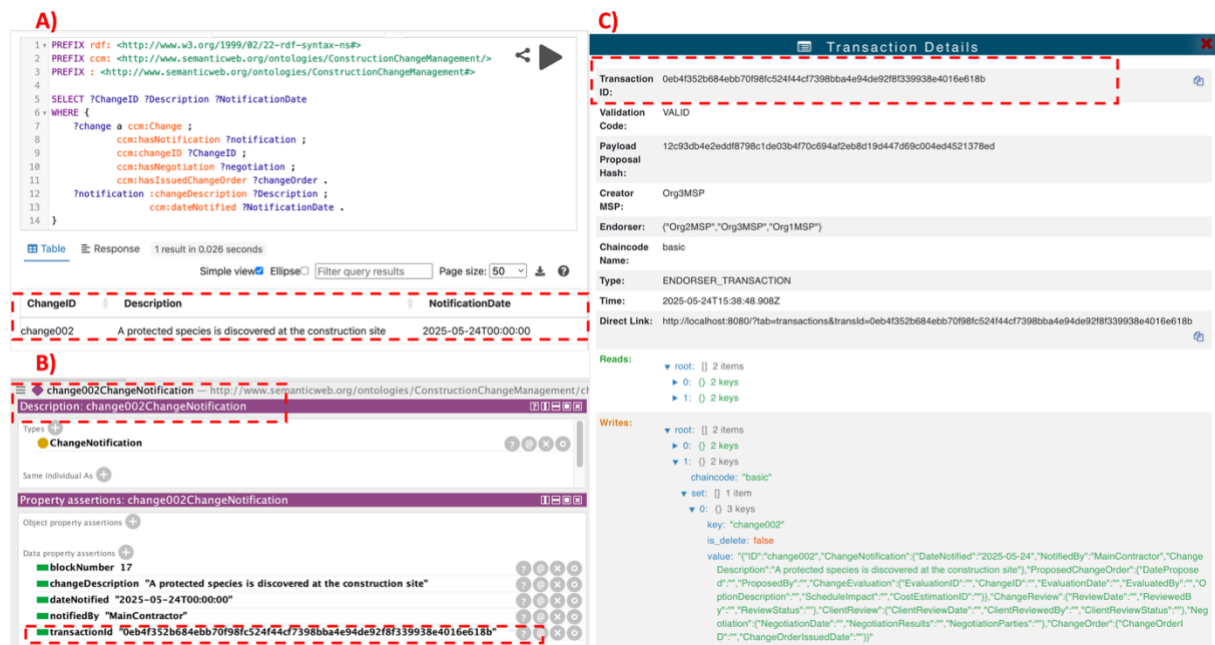 A)
1 PREFIX rdf: <http://www.w3.org/1999/02/22-rdf-syntax-ns#>
2 PREFIX ccm: <http://www.semanticweb.org/ontologies/ConstructionChangeManagement/>
3 PREFIX : <http://www.semanticweb.org/ontologies/ConstructionChangeManagement#>
4
5 SELECT ?ChangeID ?Description ?NotificationDate
6 WHERE {
7 ?change a ccm:Change ;
8 ccm:hasNotification ?notification ;
9 ccm:changeID ?ChangeID ;
10 ccm:hasNegotiation ?negotiation ;
11 ccm:hasIssuedChangeOrder ?changeOrder .
12 ?notification :changeDescription ?Description ;
13 ccm:dateNotified ?NotificationDate .
14 }
Table Response 1 result in 0.026 seconds
Simple view Ellipse Filter query results Page size: 50
ChangeID Description NotificationDate
change002 A protected species is discovered at the construction site 2025-05-24T00:00:00
B)
change002ChangeNotification — http://www.semanticweb.org/ontologies/ConstructionChangeManagement/ch
Description: change002ChangeNotification
Types
ChangeNotification
Same Individual As
Property assertions: change002ChangeNotification
Object property assertions
Data property assertions
blockNumber 17
changeDescription "A protected species is discovered at the construction site"
dateNotified "2025-05-24T00:00:00"
notifiedBy "MainContractor"
transactionId "0eb4f352b684ebb70f98fc524f44cf7398bba4e94de92f8f339938e4016e618b"
C)
Transaction Details
Transaction ID: 0eb4f352b684ebb70f98fc524f44cf7398bba4e94de92f8f339938e4016e618b
Validation Code: VALID
Payload Proposal Hash: 12c93db4e2eddf8798c1de03b4f70c694af2eb8d19d447d69c004ed4521378ed
Creator MSP: Org3MSP
Endorser: {"Org2MSP","Org3MSP","Org1MSP"}
Chaincode Name: basic
Type: ENDORSER_TRANSACTION
Time: 2025-05-24T15:38:48.908Z
Direct Link: http://localhost:8080/?tab=transactions&transId=0eb4f352b684ebb70f98fc524f44cf7398bba4e94de92f8f339938e4016e618b
Reads:
root: [] 2 items
0: {} 2 keys
1: {} 2 keys
Writes:
root: [] 2 items
0: {} 2 keys
1: {} 2 keys
chaincode: "basic"
set: [] 1 item
0: {} 3 keys
key: "change002"
is_delete: false
value: "{"ID":"change002","ChangeNotification":{"DateNotified":"2025-05-24","NotifiedBy":"MainContractor","Change
Description":"A protected species is discovered at the construction site"},"ProposedChangeOrder":{"DatePropose
d":"","ProposedBy":"","ChangeEvaluation":{"EvaluationID":"","ChangeID":"","EvaluationDate":"","EvaluatedBy":"","O
ptionDescription":"","ScheduleImpact":"","CostEstimationID":""}},"ChangeReview":{"ReviewDate":"","ReviewedB
y":"","ReviewStatus":""},"ClientReview":{"ClientReviewDate":"","ClientReviewedBy":"","ClientReviewStatus":""},"Neg
otiation":{"NegotiationDate":"","NegotiationResults":"","NegotiationParties":""},"ChangeOrder":{"ChangeOrderI
D":"","ChangeOrderIssuedDate":""}}"